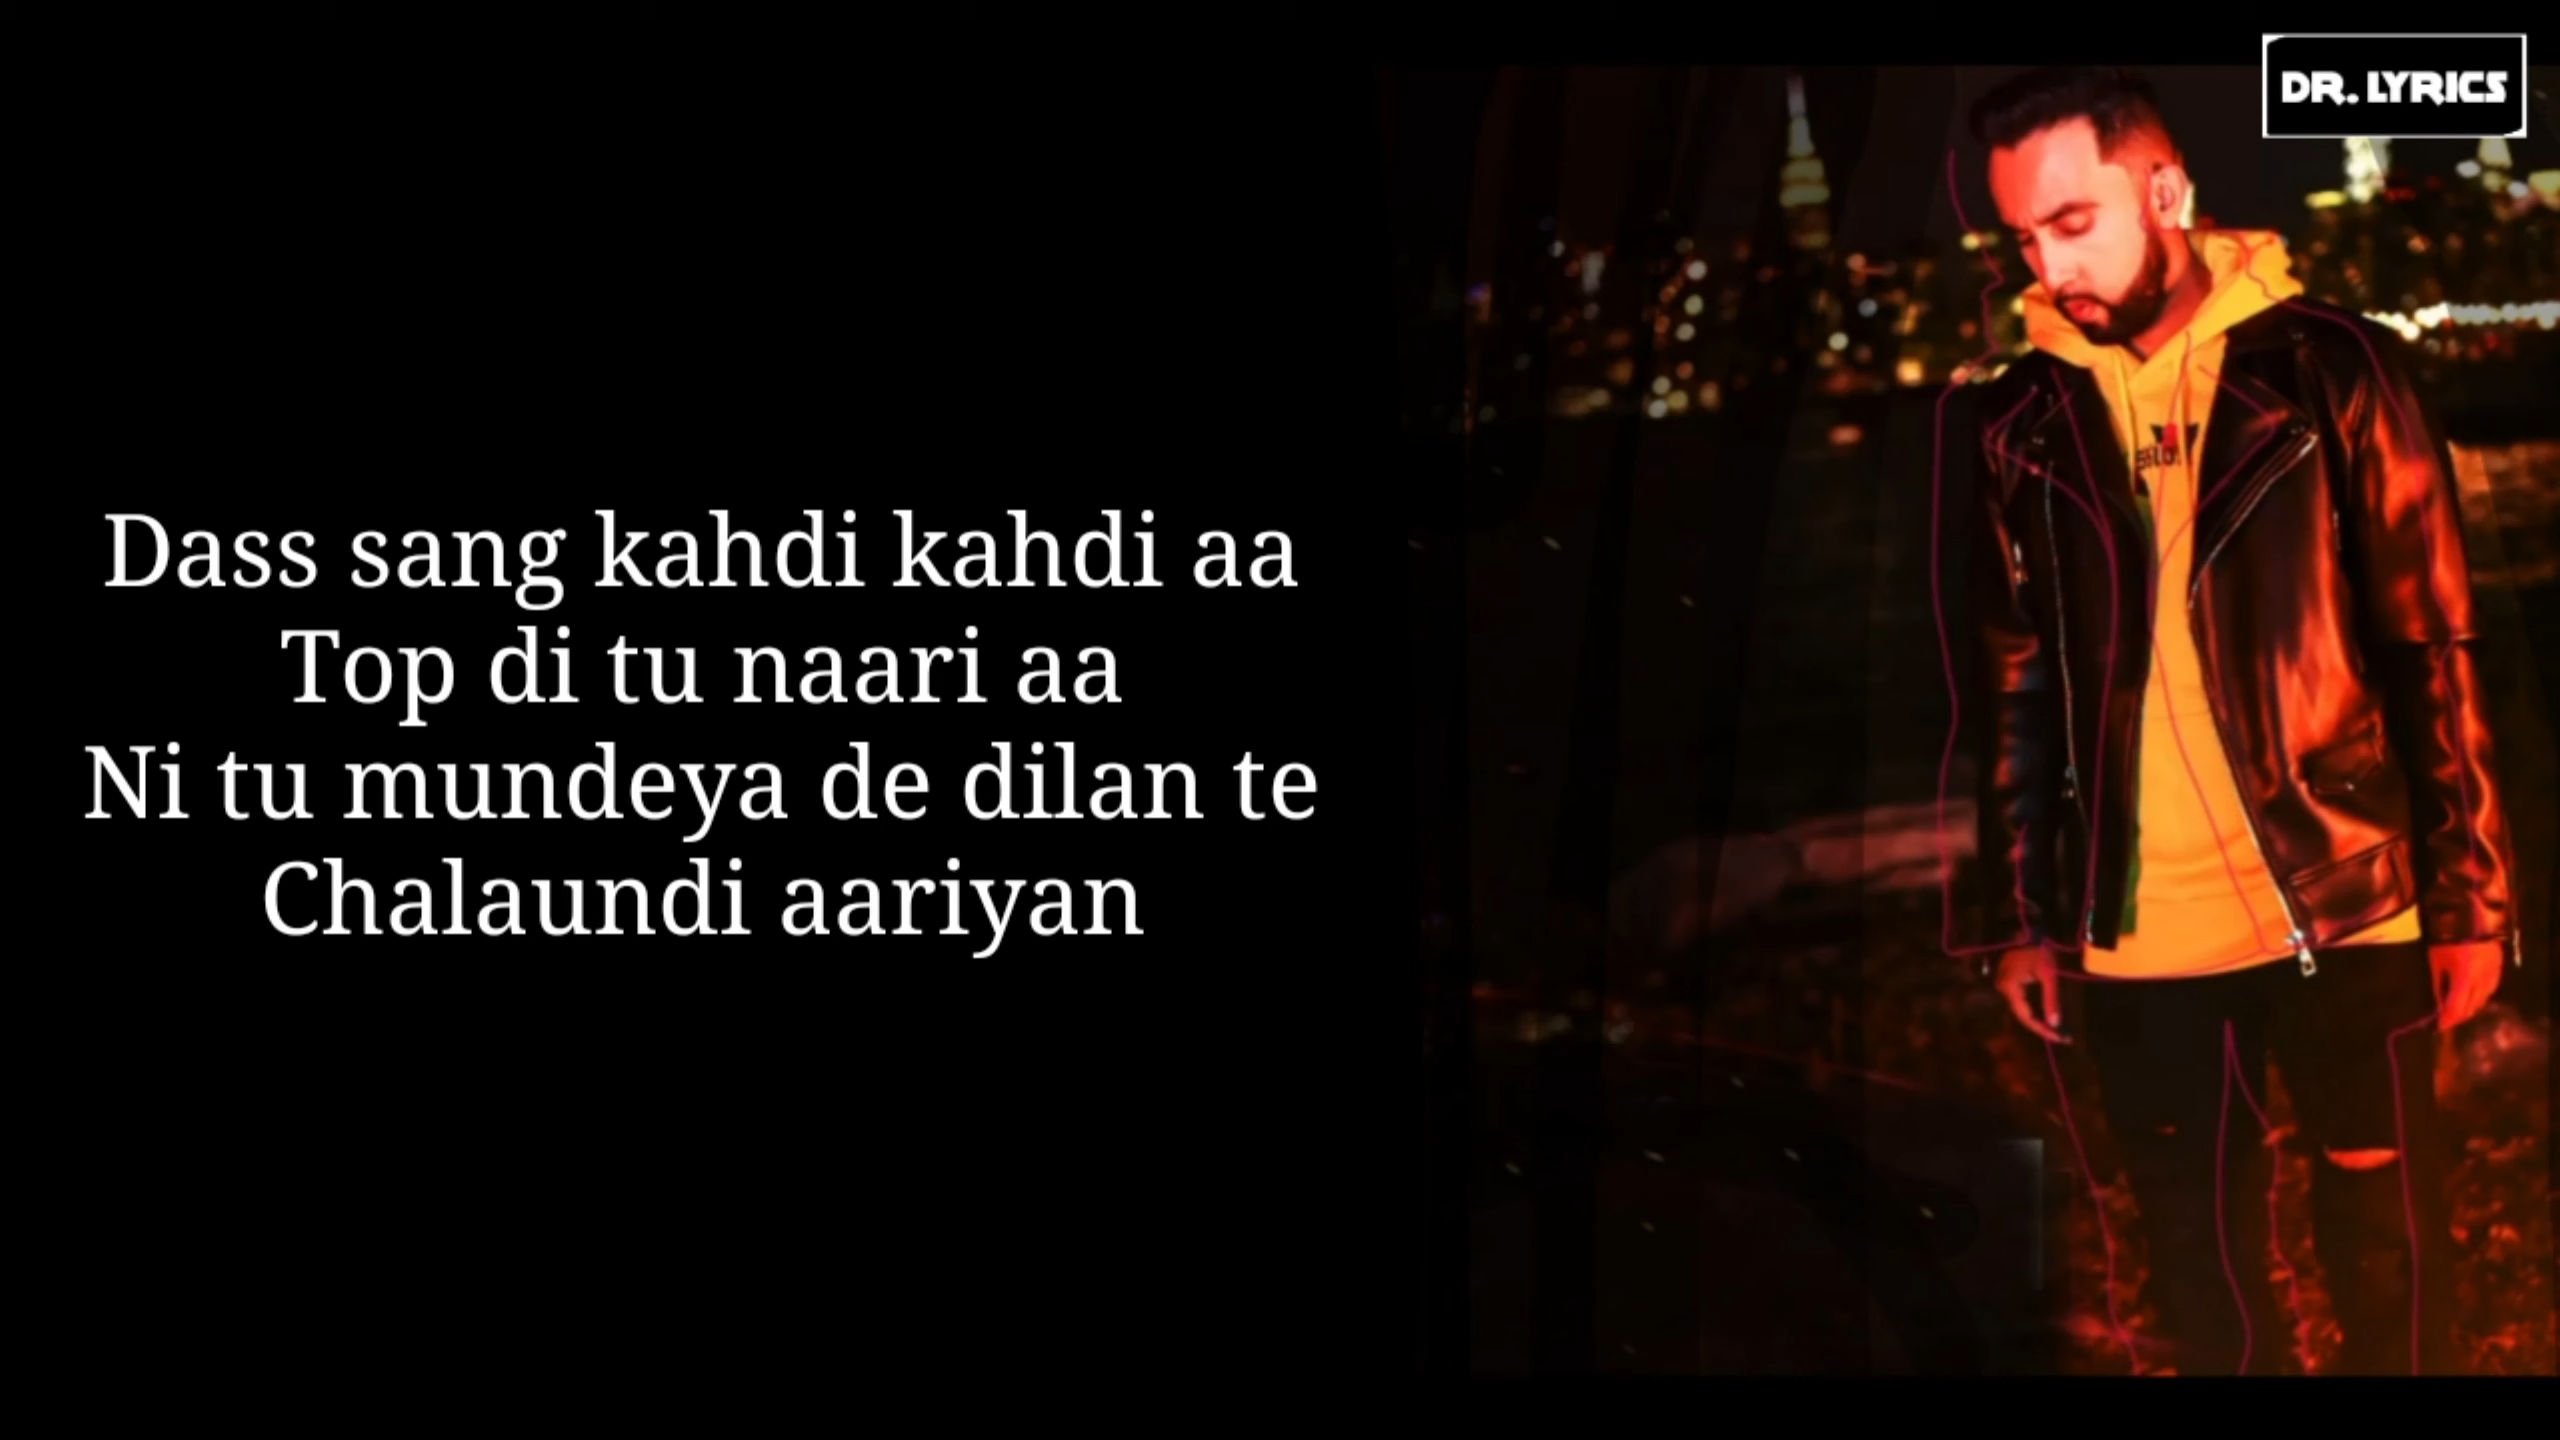 DR. LYRICS
Dass sang kahdi kahdi aa
Top di tu naari aa
Ni tu mundeya de dilan te
Chalaundi aariyan